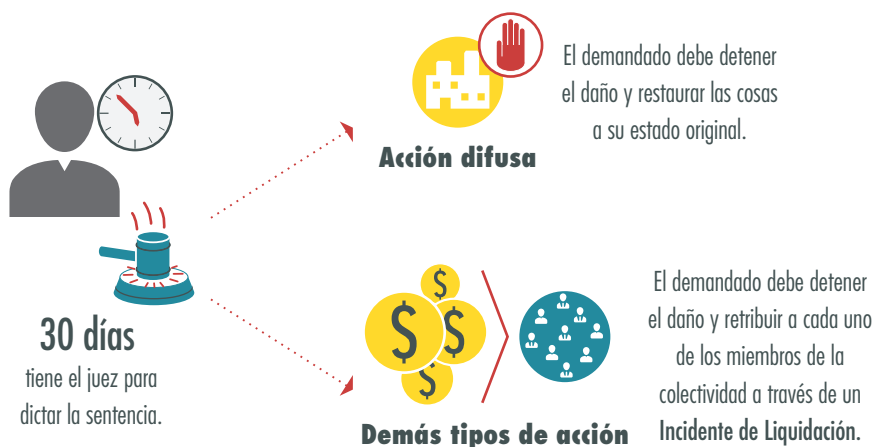 30 días
tiene el juez para
dictar la sentencia.
Acción difusa
El demandado debe detener
el daño y restaurar las cosas
a su estado original.
$
$
$
$
Demás tipos de acción
El demandado debe detener
el daño y retribuir a cada uno
de los miembros de la
colectividad a través de un
Incidente de Liquidación.